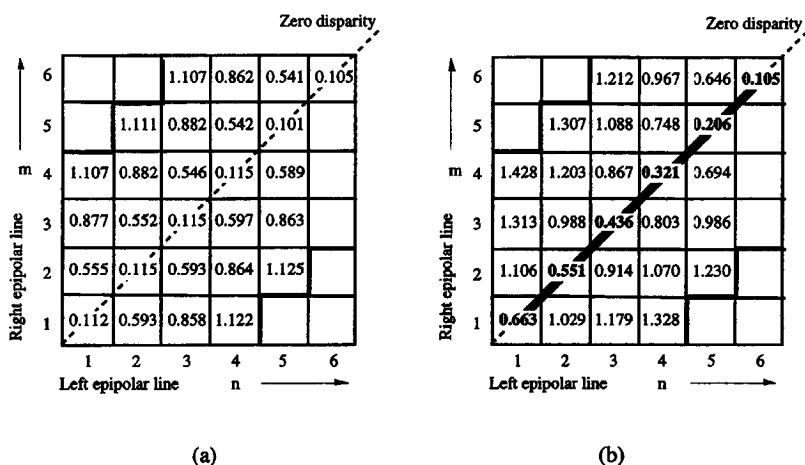 Zero disparity
6 1.107 0.862 0.541 0.105
5 1.111 0.882 0.542 0.101
m 4 1.107 0.882 0.546 0.115 0.589
3 0.877 0.552 0.115 0.597 0.863
2 0.555 0.115 0.593 0.864 1.125
1 0.112 0.593 0.858 1.122
Right epipolar line
1 2 3 4 5 6
Left epipolar line n
(a)
Zero disparity
6 1.212 0.967 0.646 0.105
5 1.307 1.088 0.748 0.206
m 4 1.428 1.203 0.867 0.321 0.694
3 1.313 0.988 0.436 0.803 0.986
2 1.106 0.551 0.914 1.070 1.230
1 0.663 1.029 1.179 1.328
Right epipolar line
1 2 3 4 5 6
Left epipolar line n
(b)